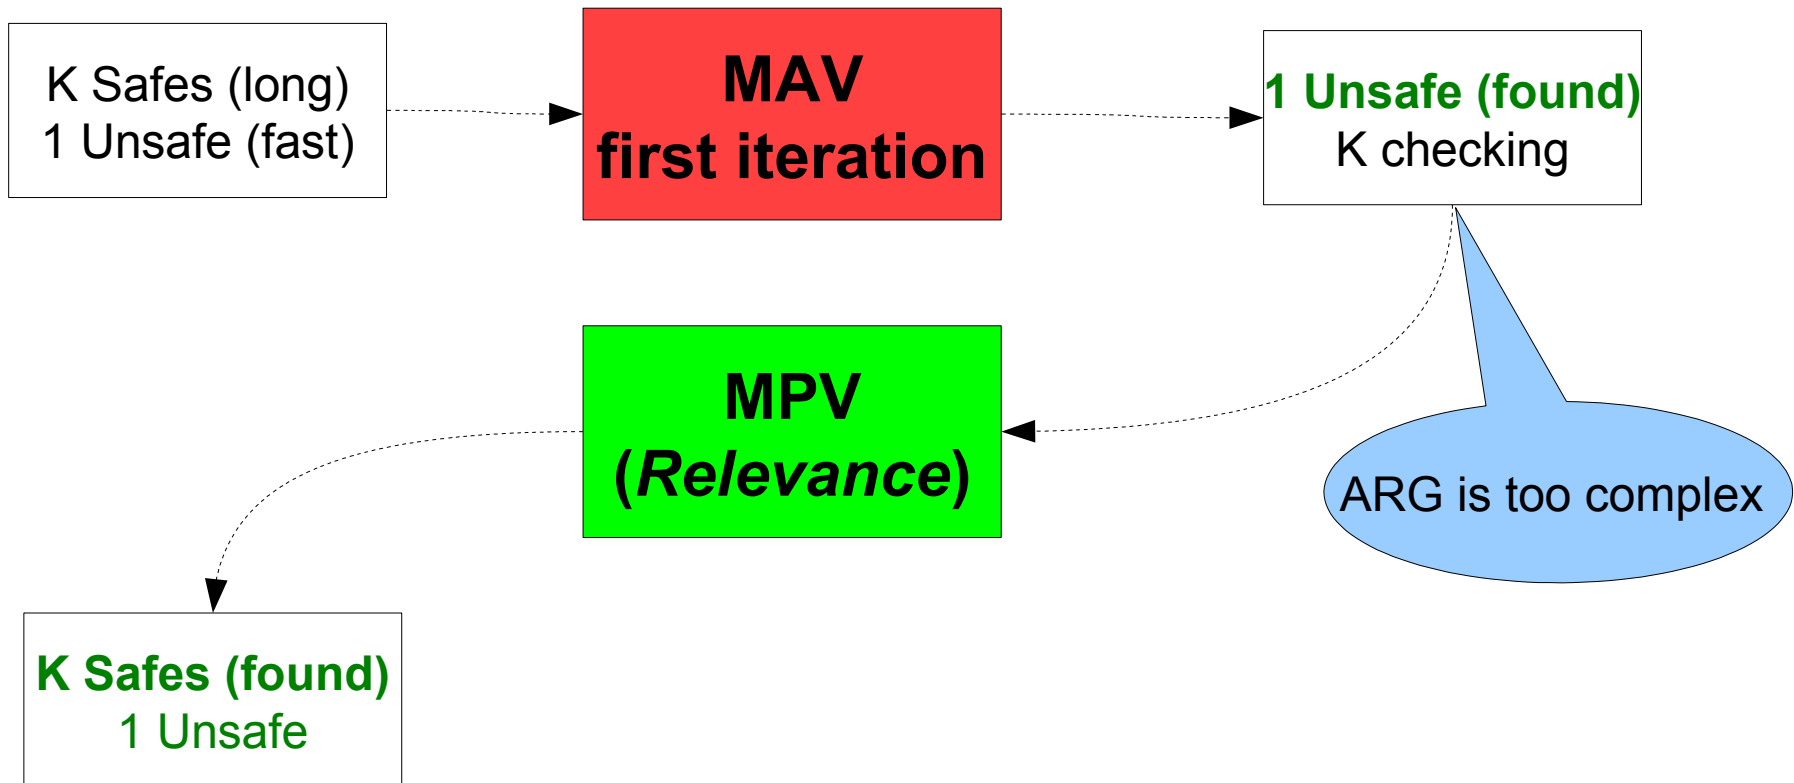 K Safes (long)
1 Unsafe (fast)
MAV
first iteration
1 Unsafe (found)
K checking
MPV
(Relevance)
ARG is too complex
K Safes (found)
1 Unsafe